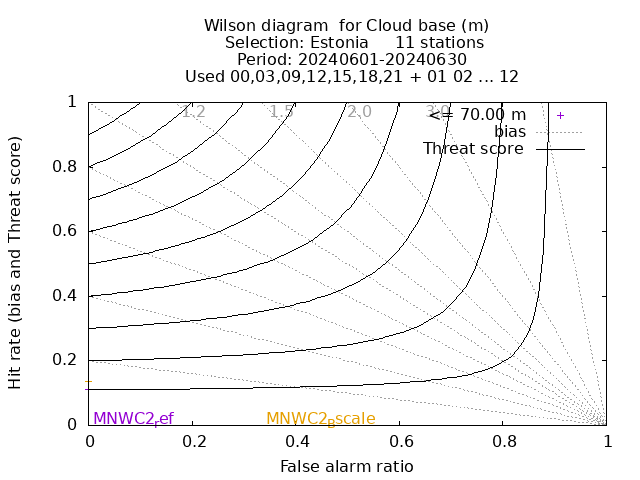 Wilson diagram  for Cloud base (m)
Selection: Estonia     11 stations
Period: 20240601-20240630
Used 00,03,09,12,15,18,21 + 01 02 ... 12
1
1.2
1.5
2.0
3.0
<= 70.00 m
bias
Threat score
0.8
0.6
0.4
0.2
0
Hit rate (bias and Threat score)
MNWC2ref
MNWC2Bscale
0
0.2
0.4
0.6
0.8
1
False alarm ratio